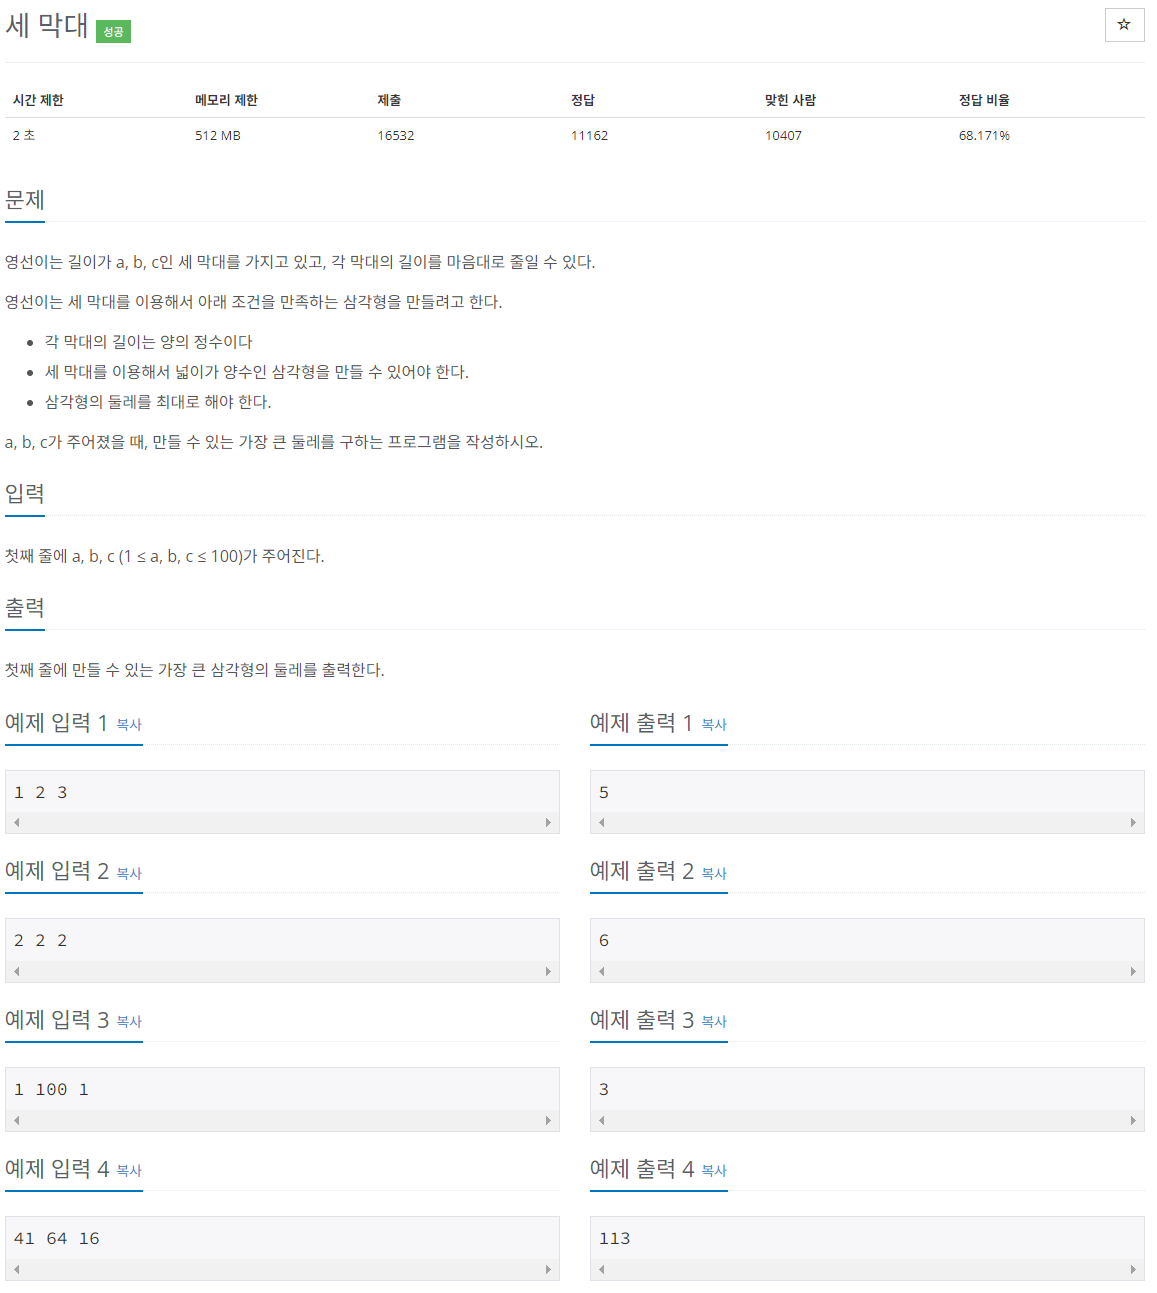 세 막대 성공
☆
시간 제한 메모리 제한 제출 정답 맞힌 사람 정답 비율
2 초 512 MB 16532 11162 10407 68.171%
문제
영선이는 길이가 a, b, c인 세 막대를 가지고 있고, 각 막대의 길이를 마음대로 줄일 수 있다.
영선이는 세 막대를 이용해서 아래 조건을 만족하는 삼각형을 만들려고 한다.
• 각 막대의 길이는 양의 정수이다
• 세 막대를 이용해서 넓이가 양수인 삼각형을 만들 수 있어야 한다.
• 삼각형의 둘레를 최대로 해야 한다.
a, b, c가 주어졌을 때, 만들 수 있는 가장 큰 둘레를 구하는 프로그램을 작성하시오.
입력
첫째 줄에 a, b, c (1 ≤ a, b, c ≤ 100)가 주어진다.
출력
첫째 줄에 만들 수 있는 가장 큰 삼각형의 둘레를 출력한다.
예제 입력 1 복사
1 2 3
예제 출력 1 복사
5
예제 입력 2 복사
2 2 2
예제 출력 2 복사
6
예제 입력 3 복사
1 100 1
예제 출력 3 복사
3
예제 입력 4 복사
41 64 16
예제 출력 4 복사
113